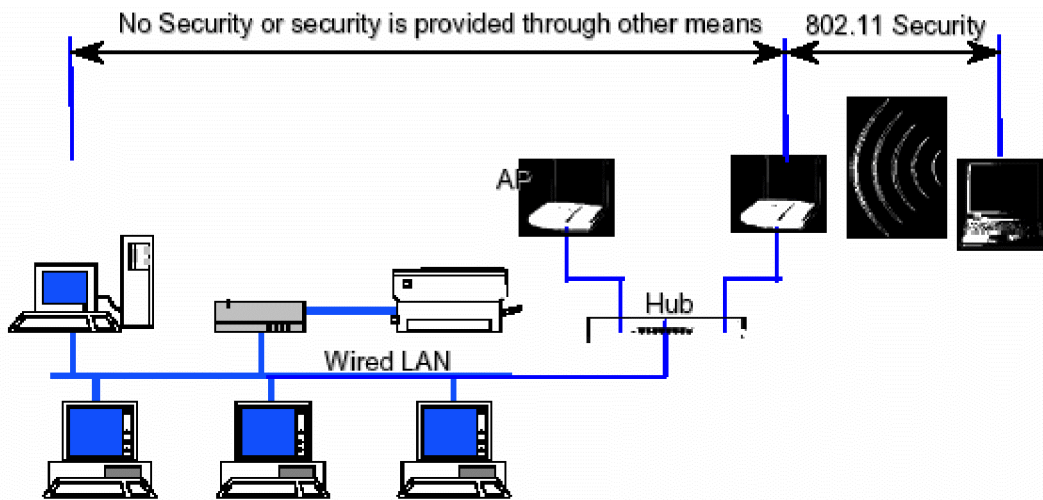 No Security or security is provided through other means
802.11 Security
AP
Hub
Wired LAN